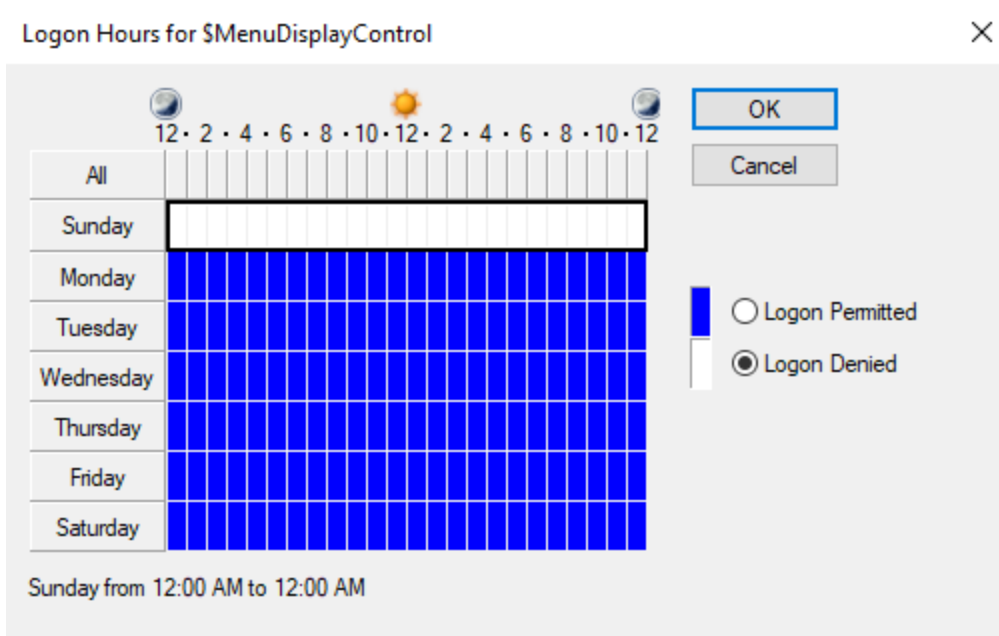 Logon Hours for $MenuDisplayControl
12 · 2 · 4 · 6 · 8 · 10 · 12 · 2 · 4 · 6 · 8 · 10 · 12
OK
Cancel
All
Sunday
Monday
Tuesday
Wednesday
Thursday
Friday
Saturday
Logon Permitted
Logon Denied
Sunday from 12:00 AM to 12:00 AM